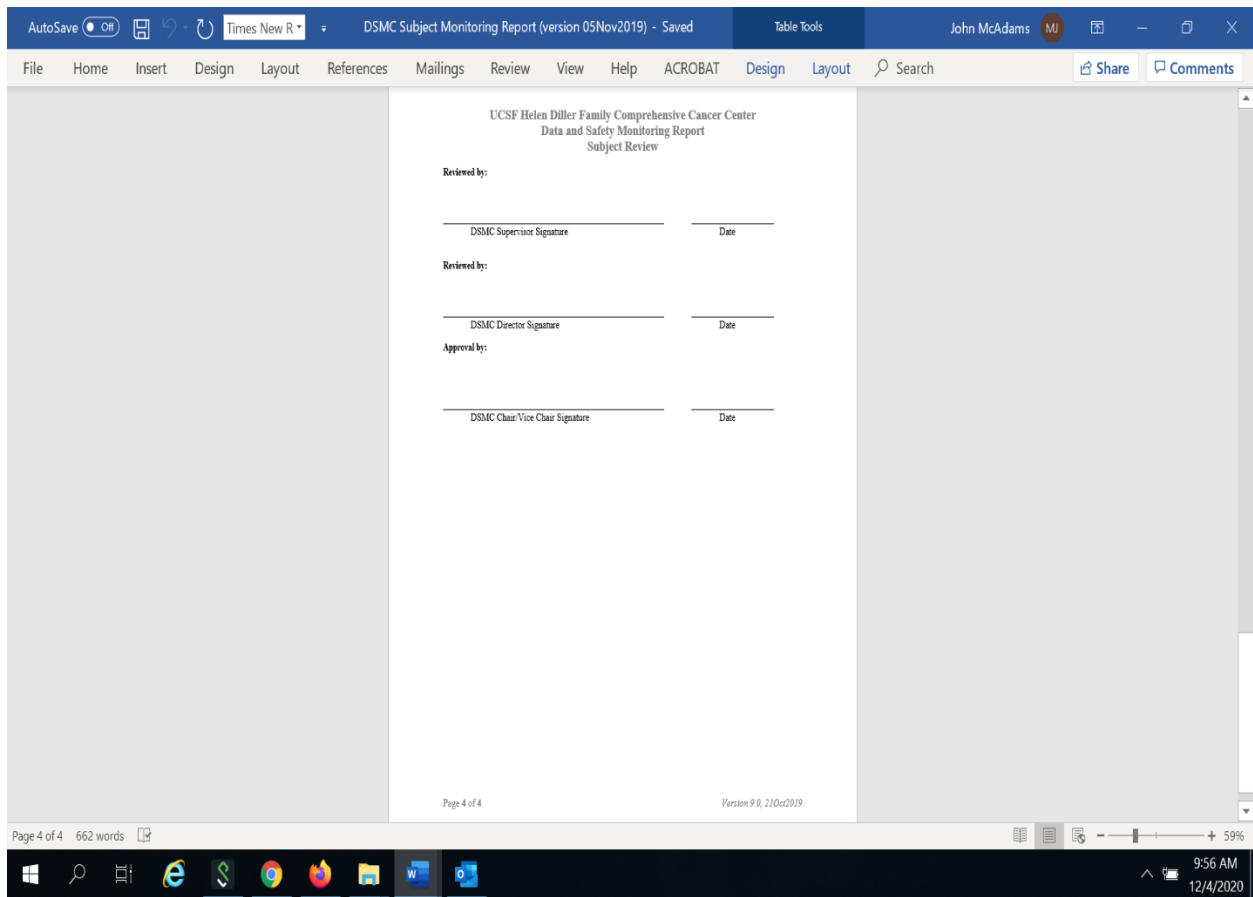 AutoSave Off Times New R DSMC Subject Monitoring Report (version 05Nov2019) - Saved Table Tools John McAdams MJ
File Home Insert Design Layout References Mailings Review View Help ACROBAT Design Layout Search Share Comments
UCSF Helen Diller Family Comprehensive Cancer Center
Data and Safety Monitoring Report
Subject Review
Reviewed by:
DSMC Supervisor Signature Date
Reviewed by:
DSMC Director Signature Date
Approval by:
DSMC Chair/Vice Chair Signature Date
Page 4 of 4 Version 9.0, 21Oct2019
Page 4 of 4 662 words 59%
9:56 AM
12/4/2020